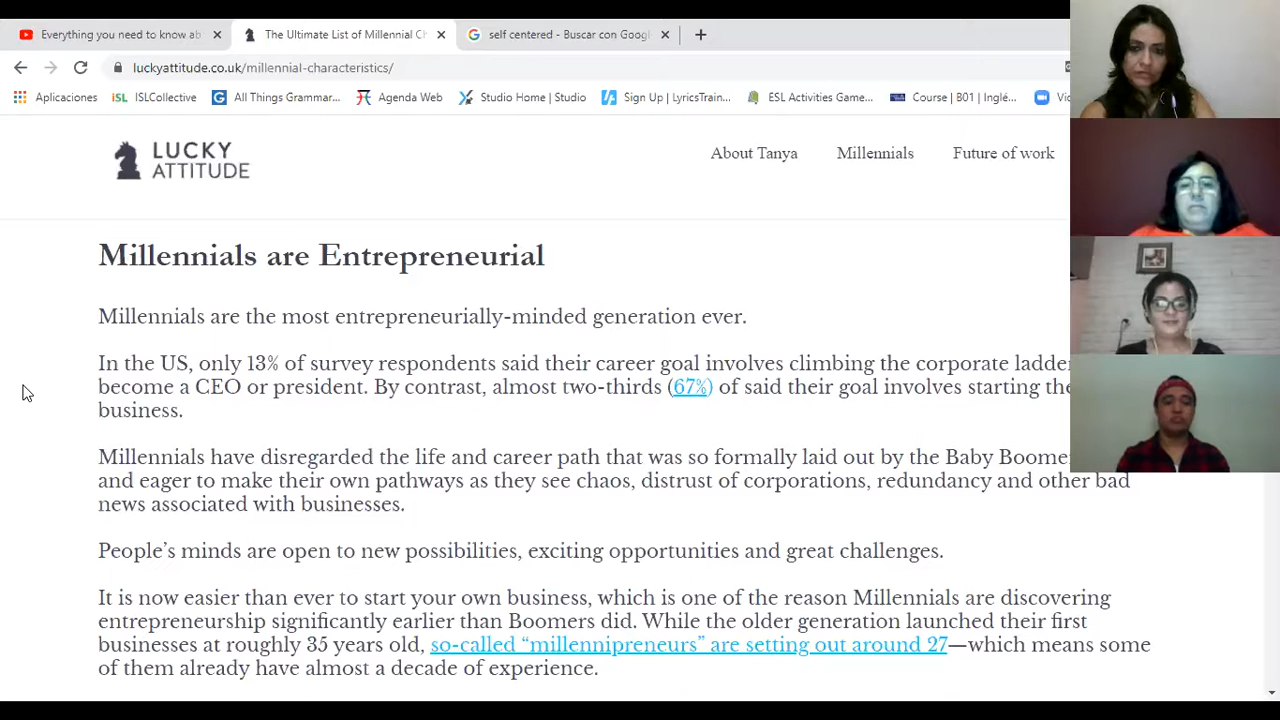 Everything you need to know ab
The Ultimate List of Millennial Ch
self centered - Buscar con Googl
luckyattitude.co.uk/millennial-characteristics/
Aplicaciones
iSL ISLCollective
All Things Grammar...
Agenda Web
Studio Home | Studio
Sign Up | LyricsTrain...
ESL Activities Game...
Course | B01 | Inglé...
LUCKY
ATTITUDE
About Tanya
Millennials
Future of work
Millennials are Entrepreneurial
Millennials are the most entrepreneurially-minded generation ever.
In the US, only 13% of survey respondents said their career goal involves climbing the corporate ladder
become a CEO or president. By contrast, almost two-thirds (67%) of said their goal involves starting the
business.
Millennials have disregarded the life and career path that was so formally laid out by the Baby Boomer
and eager to make their own pathways as they see chaos, distrust of corporations, redundancy and other bad
news associated with businesses.
People's minds are open to new possibilities, exciting opportunities and great challenges.
It is now easier than ever to start your own business, which is one of the reason Millennials are discovering
entrepreneurship significantly earlier than Boomers did. While the older generation launched their first
businesses at roughly 35 years old, so-called “millennipreneurs” are setting out around 27—which means some
of them already have almost a decade of experience.